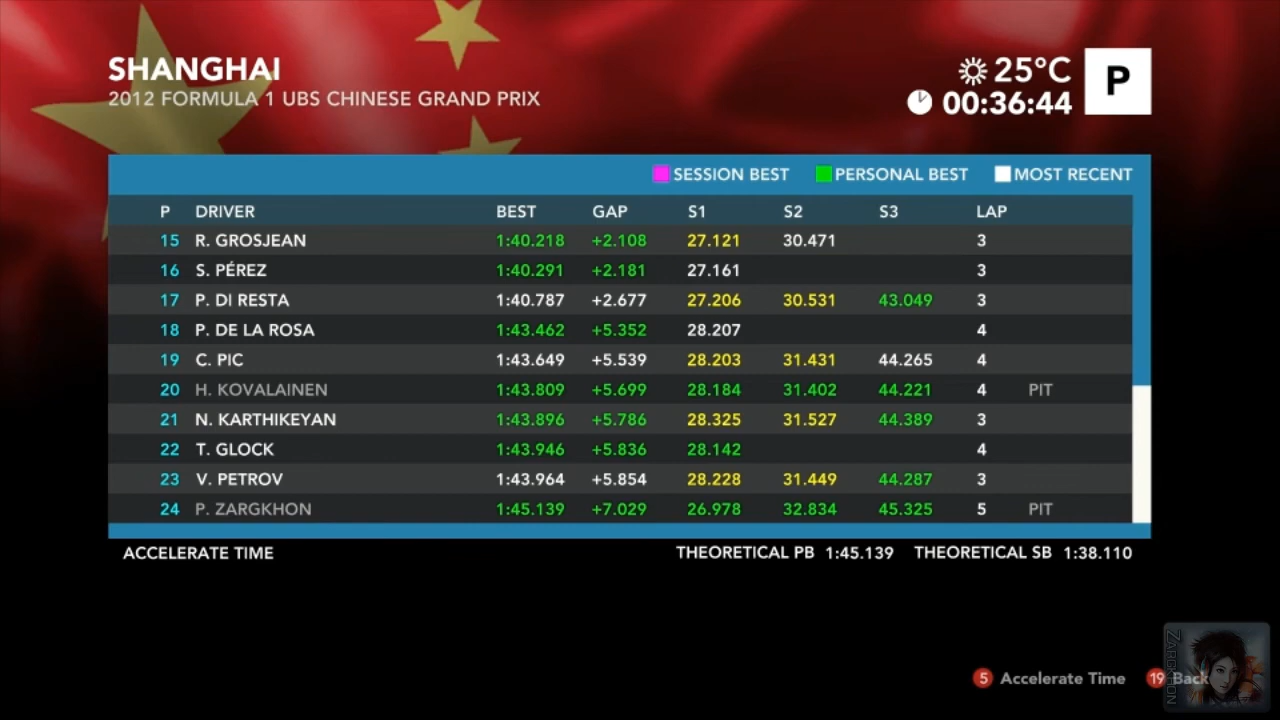 SHANGHAI
2012 FORMULA 1 UBS CHINESE GRAND PRIX
25°C
00:36:44
P
SESSION BEST PERSONAL BEST MOST RECENT
P DRIVER BEST GAP S1 S2 S3 LAP
15 R. GROSJEAN 1:40.218 +2.108 27.121 30.471 3
16 S. PÉREZ 1:40.291 +2.181 27.161 3
17 P. DI RESTA 1:40.787 +2.677 27.206 30.531 43.049 3
18 P. DE LA ROSA 1:43.462 +5.352 28.207 4
19 C. PIC 1:43.649 +5.539 28.203 31.431 44.265 4
20 H. KOVALAINEN 1:43.809 +5.699 28.184 31.402 44.221 4 PIT
21 N. KARTHIKEYAN 1:43.896 +5.786 28.325 31.527 44.389 3
22 T. GLOCK 1:43.946 +5.836 28.142 4
23 V. PETROV 1:43.964 +5.854 28.228 31.449 44.287 3
24 P. ZARGKHON 1:45.139 +7.029 26.978 32.834 45.325 5 PIT
ACCELERATE TIME THEORETICAL PB 1:45.139 THEORETICAL SB 1:38.110
5 Accelerate Time 19 Back
ZARGKHON